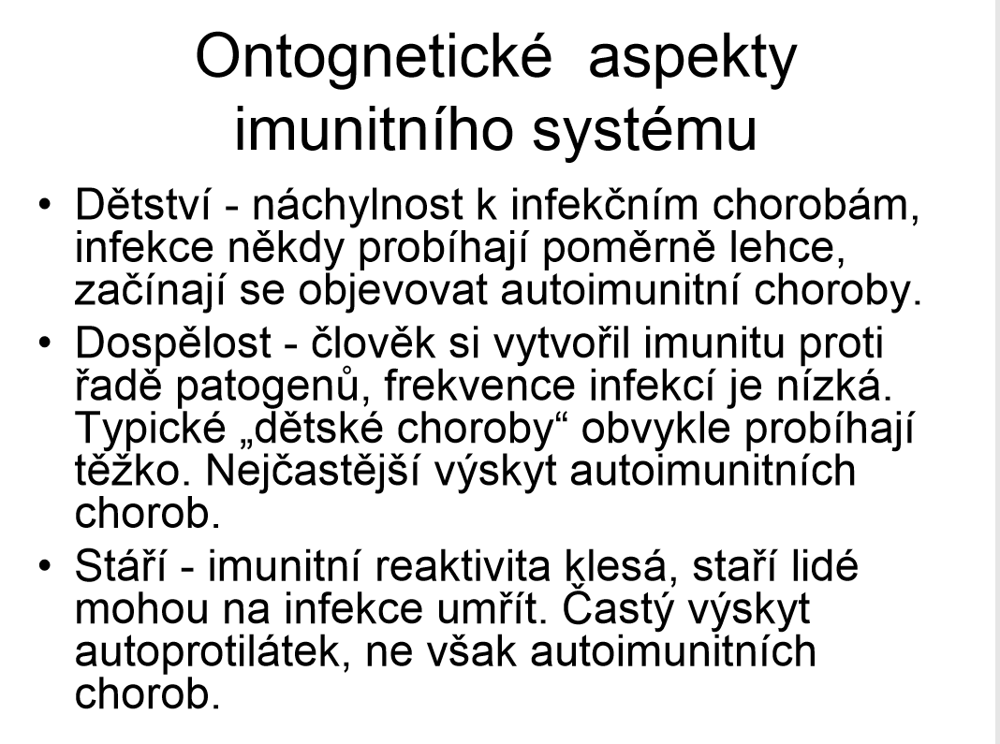 Ontognetické aspekty
imunitního systému
• Dětství - náchylnost k infekčním chorobám,
infekce někdy probíhají poměrně lehce,
začínají se objevovat autoimunitní choroby.
• Dospělost - člověk si vytvořil imunitu proti
řadě patogenů, frekvence infekcí je nízká.
Typické „dětské choroby“ obvykle probíhají
těžko. Nejčastější výskyt autoimunitních
chorob.
• Stáří - imunitní reaktivita klesá, staří lidé
mohou na infekce umřít. Častý výskyt
autoprotilátek, ne však autoimunitních
chorob.